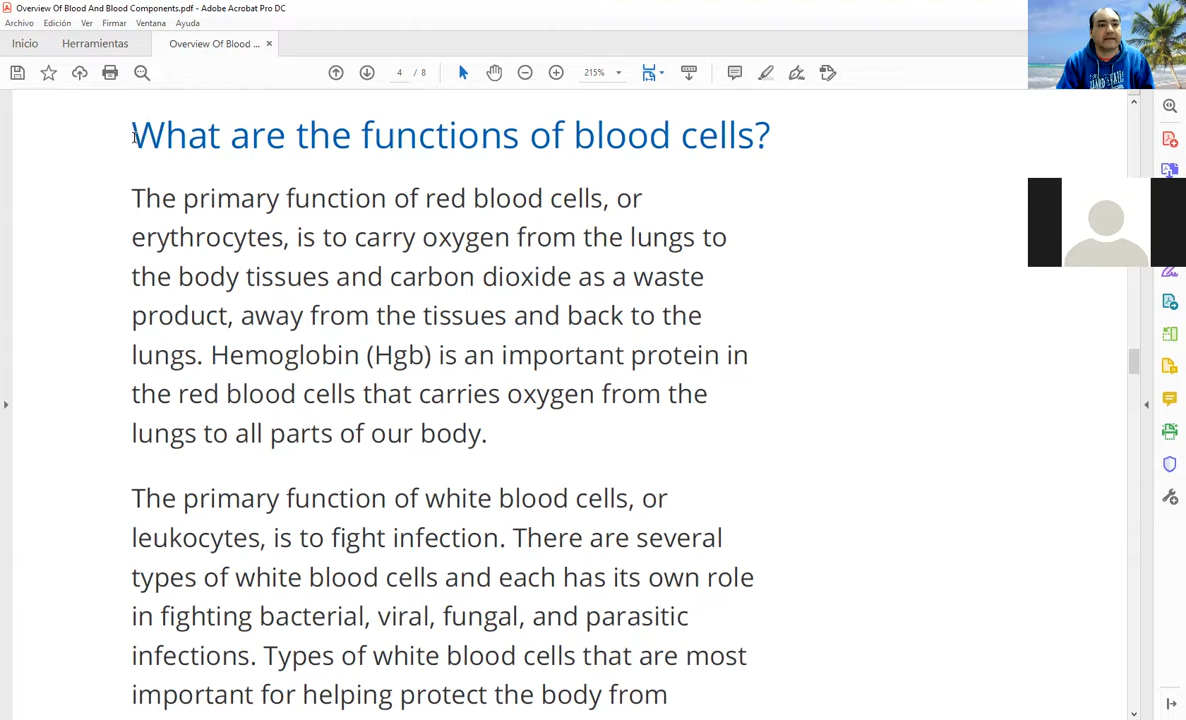 Overview Of Blood And Blood Components.pdf - Adobe Acrobat Pro DC
Archivo Edición Ver Firmar Ventana Ayuda
Inicio Herramientas Overview Of Blood ... ×
4 / 8 215%
What are the functions of blood cells?
The primary function of red blood cells, or
erythrocytes, is to carry oxygen from the lungs to
the body tissues and carbon dioxide as a waste
product, away from the tissues and back to the
lungs. Hemoglobin (Hgb) is an important protein in
the red blood cells that carries oxygen from the
lungs to all parts of our body.
The primary function of white blood cells, or
leukocytes, is to fight infection. There are several
types of white blood cells and each has its own role
in fighting bacterial, viral, fungal, and parasitic
infections. Types of white blood cells that are most
important for helping protect the body from